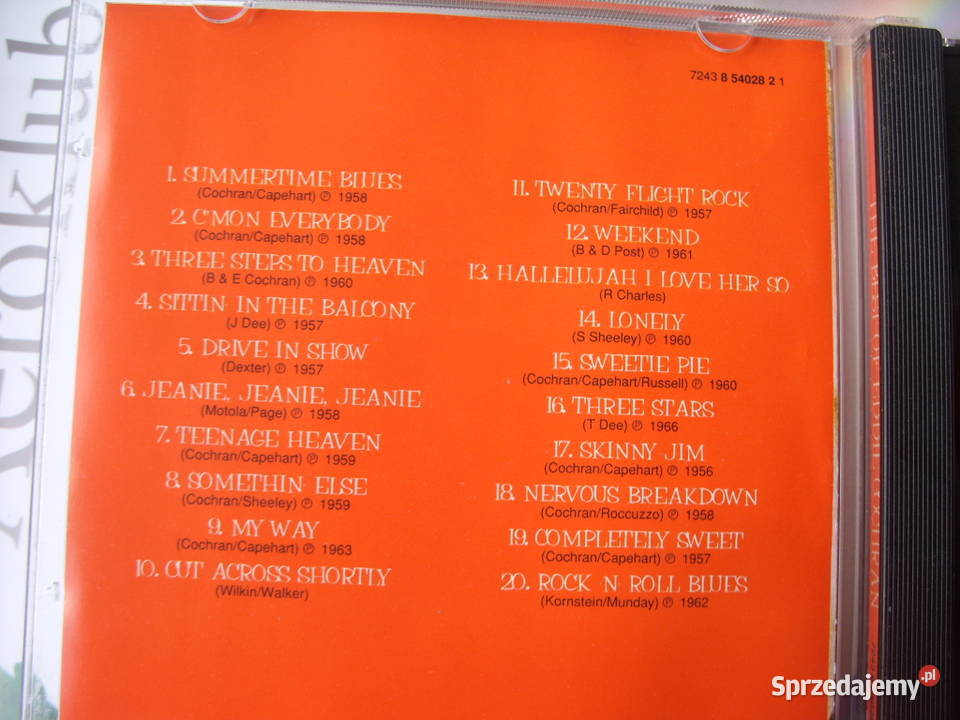 Aeroklub
7243 8 54028 2 1
1. SUMMERTIME BLUES
(Cochran/Capehart) ℗ 1958
2. C'MON EVERYBODY
(Cochran/Capehart) ℗ 1958
3. THREE STEPS TO HEAVEN
(B & E Cochran) ℗ 1960
4. SITTIN IN THE BALCONY
(J Dee) ℗ 1957
5. DRIVE IN SHOW
(Dexter) ℗ 1957
6. JEANIE, JEANIE, JEANIE
(Motola/Page) ℗ 1958
7. TEENAGE HEAVEN
(Cochran/Capehart) ℗ 1959
8. SOMETHIN ELSE
(Cochran/Sheeley) ℗ 1959
9. MY WAY
(Cochran/Capehart) ℗ 1963
10. CUT ACROSS SHORTLY
(Wilkin/Walker)
11. TWENTY FLIGHT ROCK
(Cochran/Fairchild) ℗ 1957
12. WEEKEND
(B & D Post) ℗ 1961
13. HALLELUJAH I LOVE HER SO
(R Charles)
14. LONELY
(S Sheeley) ℗ 1960
15. SWEETIE PIE
(Cochran/Capehart/Russell) ℗ 1960
16. THREE STARS
(T Dee) ℗ 1966
17. SKINNY JIM
(Cochran/Capehart) ℗ 1956
18. NERVOUS BREAKDOWN
(Cochran/Roccuzzo) ℗ 1958
19. COMPLETELY SWEET
(Cochran/Capehart) ℗ 1957
20. ROCK N ROLL BLUES
(Kornstein/Munday) ℗ 1962
THE BEST OF EDDIE COCHRAN
Sprzedajemy.pl